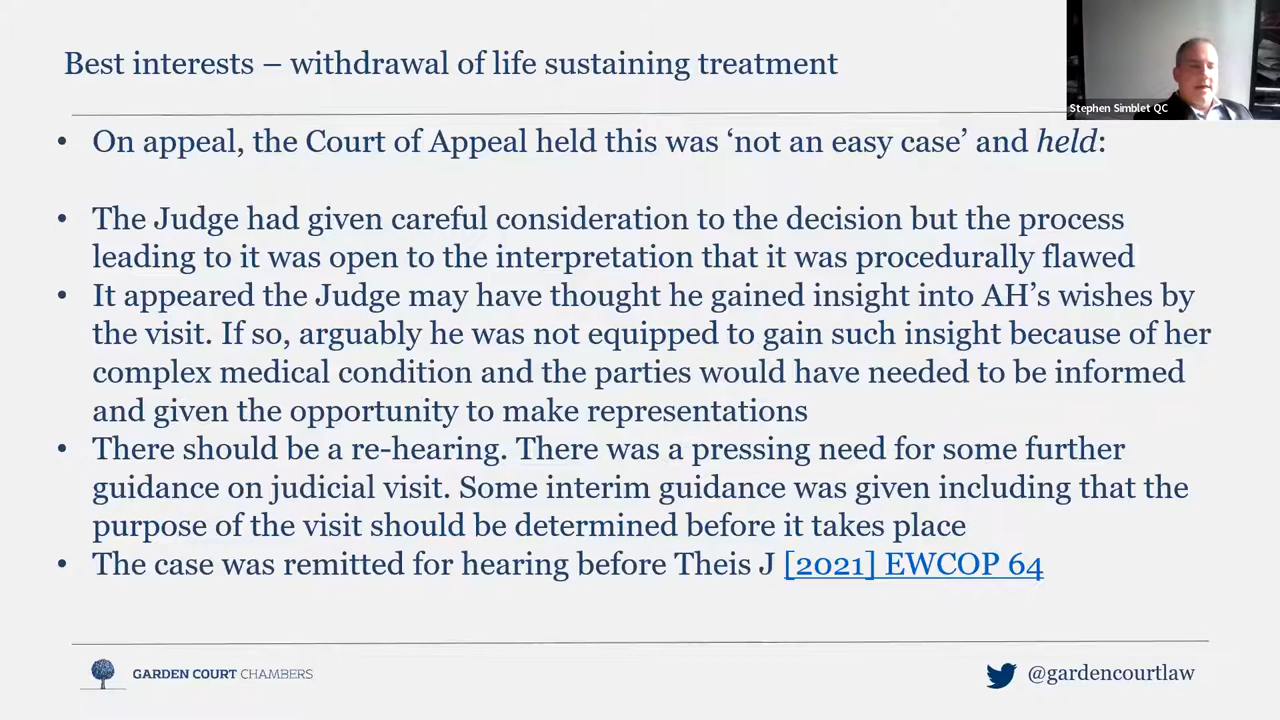 Best interests – withdrawal of life sustaining treatment
Stephen Simblet QC
• On appeal, the Court of Appeal held this was ‘not an easy case’ and held:
• The Judge had given careful consideration to the decision but the process
leading to it was open to the interpretation that it was procedurally flawed
• It appeared the Judge may have thought he gained insight into AH’s wishes by
the visit. If so, arguably he was not equipped to gain such insight because of her
complex medical condition and the parties would have needed to be informed
and given the opportunity to make representations
• There should be a re-hearing. There was a pressing need for some further
guidance on judicial visit. Some interim guidance was given including that the
purpose of the visit should be determined before it takes place
• The case was remitted for hearing before Theis J [2021] EWCOP 64
GARDEN COURT CHAMBERS
@gardencourtlaw